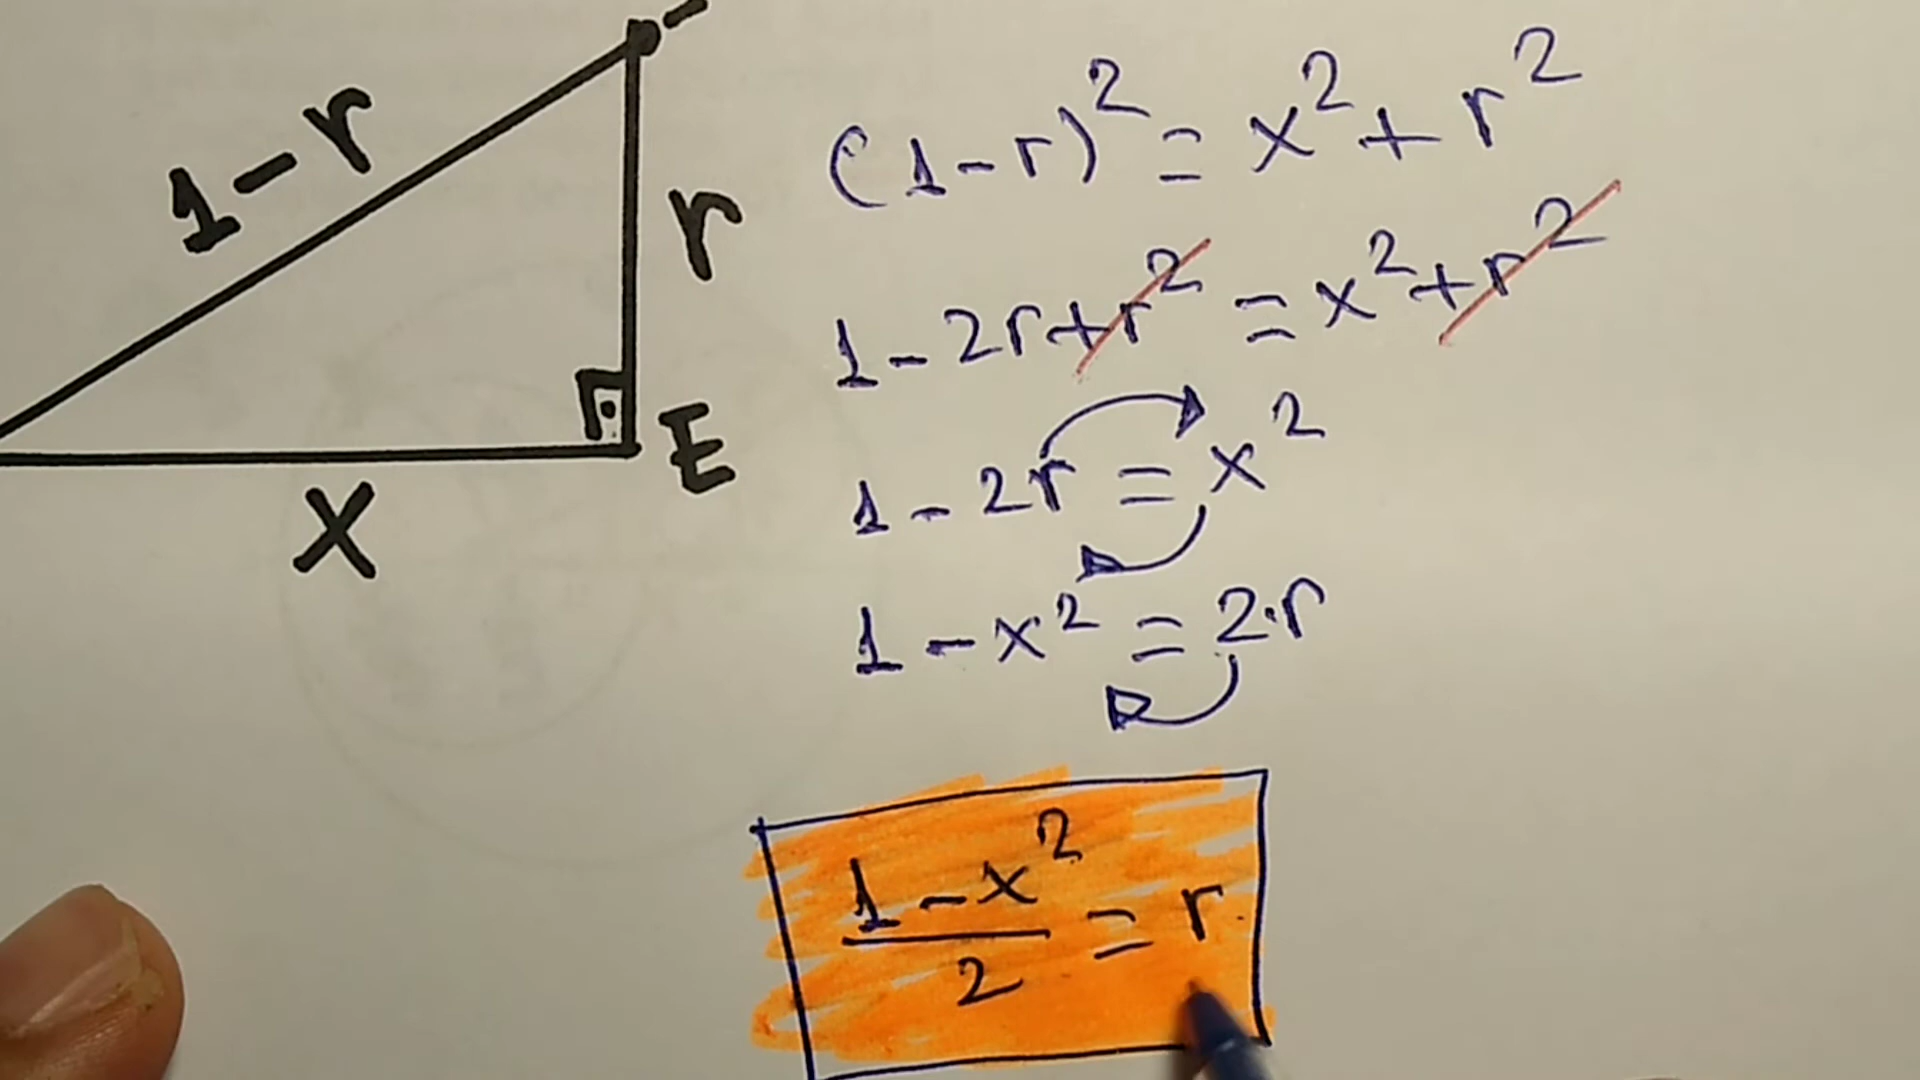 1-r
r
E
x
(1-r)² = x² + r²
1-2r+r² = x²+r²
1-2r = x²
1-x² = 2·r
1-x²
2
= r